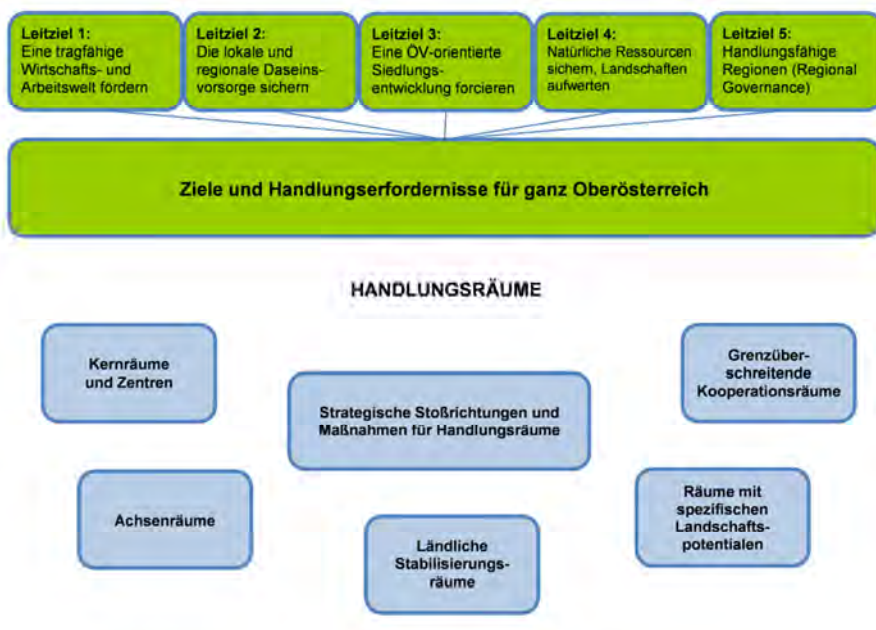 Leitziel 1:
Eine tragfähige
Wirtschafts- und
Arbeitswelt fördern
Leitziel 2:
Die lokale und
regionale Daseins-
vorsorge sichern
Leitziel 3:
Eine ÖV-orientierte
Siedlungs-
entwicklung forcieren
Leitziel 4:
Natürliche Ressourcen
sichern, Landschaften
aufwerten
Leitziel 5:
Handlungsfähige
Regionen (Regional
Governance)
Ziele und Handlungserfordernisse für ganz Oberösterreich
HANDLUNGSRÄUME
Kernräume
und Zentren
Strategische Stoßrichtungen und
Maßnahmen für Handlungsräume
Grenzüber-
schreitende
Kooperationsräume
Achsenräume
Ländliche
Stabilisierungs-
räume
Räume mit
spezifischen
Landschafts-
potentialen